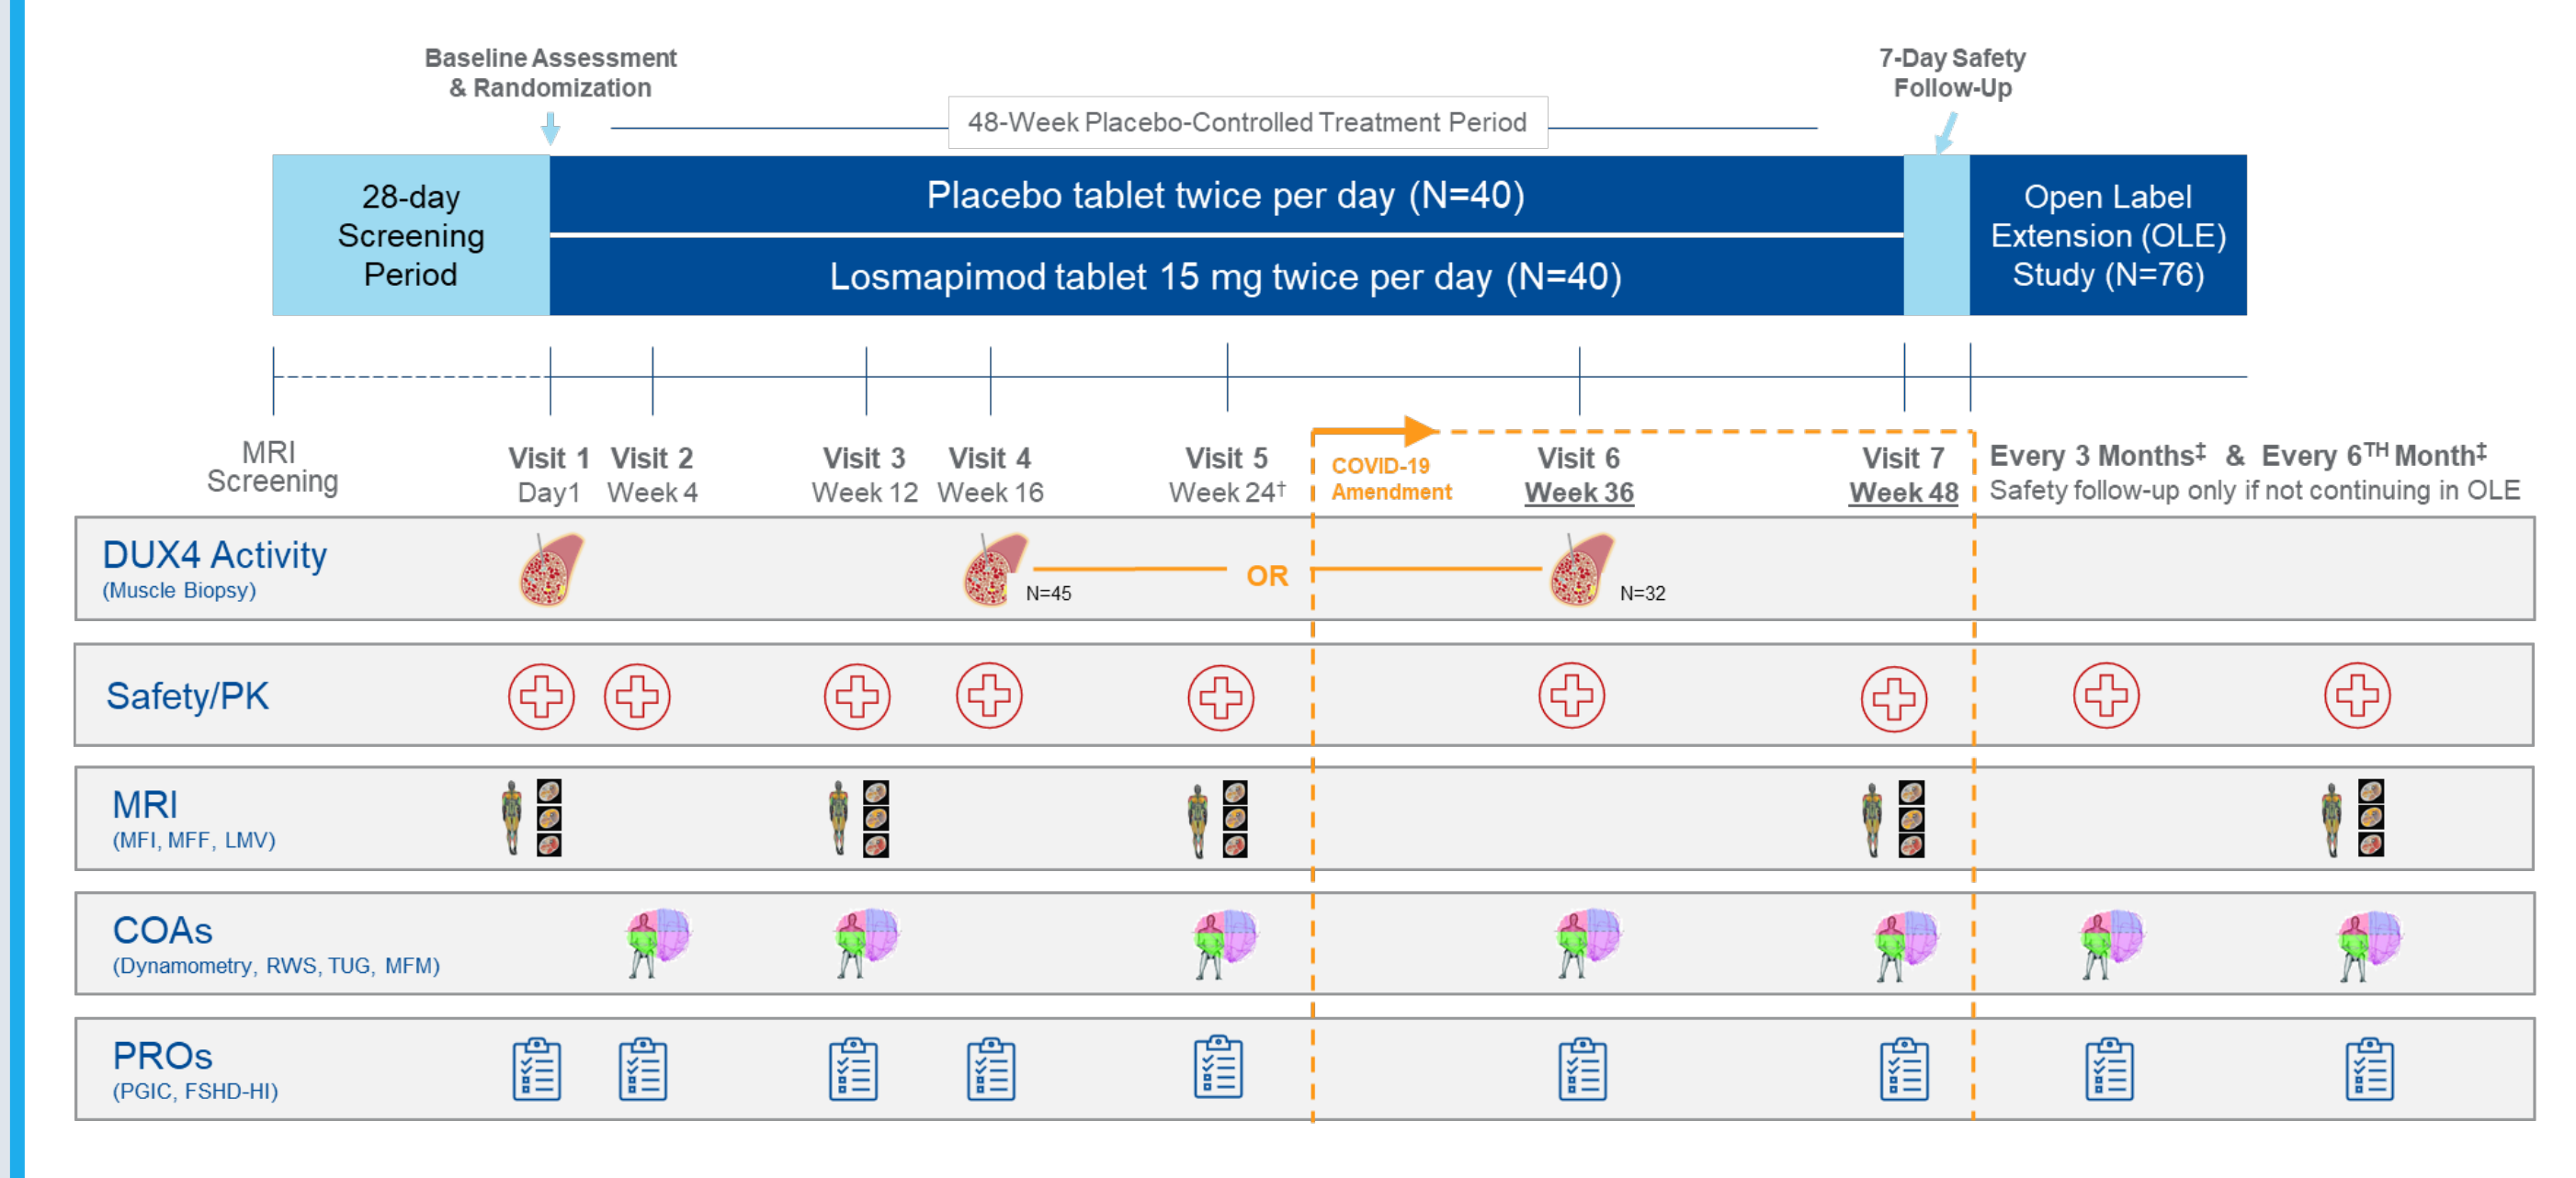 Baseline Assessment
& Randomization
7-Day Safety
Follow-Up
48-Week Placebo-Controlled Treatment Period
28-day
Screening
Period
Placebo tablet twice per day (N=40)
Losmapimod tablet 15 mg twice per day (N=40)
Open Label
Extension (OLE)
Study (N=76)
MRI
Screening
Visit 1
Day1
Visit 2
Week 4
Visit 3
Week 12
Visit 4
Week 16
Visit 5
Week 24†
COVID-19
Amendment
Visit 6
Week 36
Visit 7
Week 48
Every 3 Months‡ & Every 6TH Month‡
Safety follow-up only if not continuing in OLE
DUX4 Activity
(Muscle Biopsy)
N=45
OR
N=32
Safety/PK
MRI
(MFI, MFF, LMV)
COAs
(Dynamometry, RWS, TUG, MFM)
PROs
(PGIC, FSHD-HI)